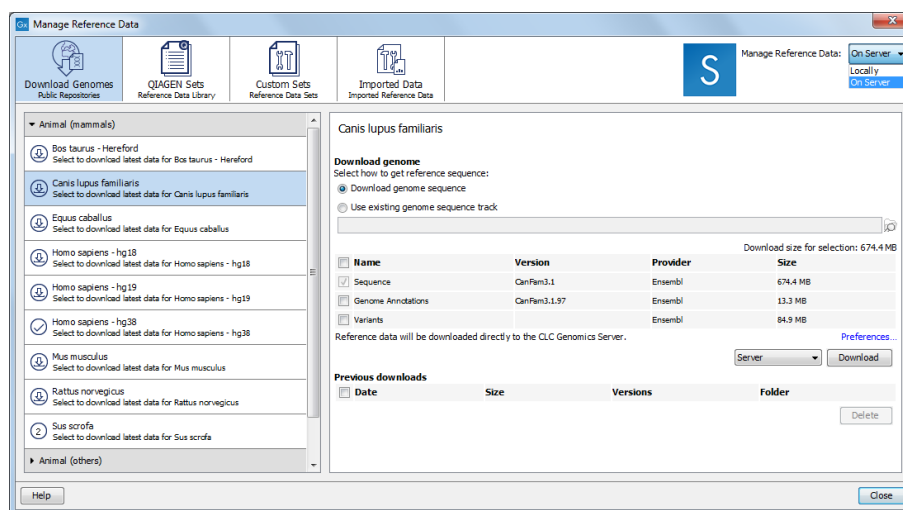 Gx Manage Reference Data
Download Genomes
Public Repositories
QIAGEN Sets
Reference Data Library
Custom Sets
Reference Data Sets
Imported Data
Imported Reference Data
S
Manage Reference Data: On Server
Locally
On Server
Animal (mammals)
Bos taurus - Hereford
Select to download latest data for Bos taurus - Hereford
Canis lupus familiaris
Select to download latest data for Canis lupus familiaris
Equus caballus
Select to download latest data for Equus caballus
Homo sapiens - hg18
Select to download latest data for Homo sapiens - hg18
Homo sapiens - hg19
Select to download latest data for Homo sapiens - hg19
Homo sapiens - hg38
Select to download latest data for Homo sapiens - hg38
Mus musculus
Select to download latest data for Mus musculus
Rattus norvegicus
Select to download latest data for Rattus norvegicus
2 Sus scrofa
Select to download latest data for Sus scrofa
Animal (others)
Canis lupus familiaris
Download genome
Select how to get reference sequence:
Download genome sequence
Use existing genome sequence track
Download size for selection: 674.4 MB
Name Version Provider Size
Sequence CanFam3.1 Ensembl 674.4 MB
Genome Annotations CanFam3.1.97 Ensembl 13.3 MB
Variants Ensembl 84.9 MB
Reference data will be downloaded directly to the CLC Genomics Server. Preferences...
Server Download
Previous downloads
Date Size Versions Folder
Delete
Help Close